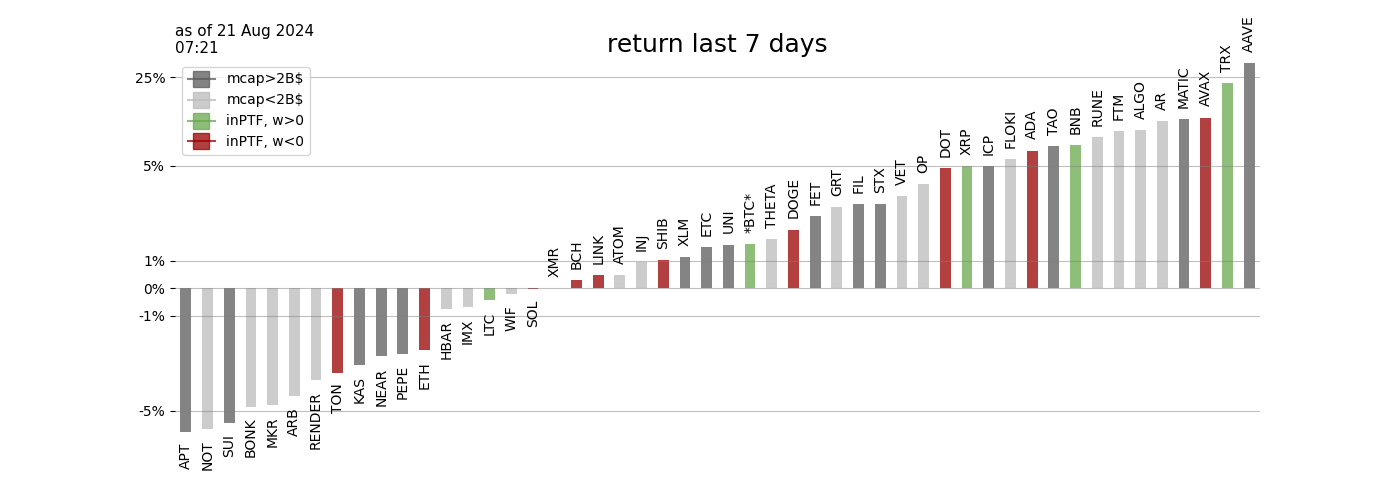 as of 21 Aug 2024
07:21
return last 7 days
mcap>2B$
mcap<2B$
inPTF, w>0
inPTF, w<0
25%
5%
1%
0%
-1%
-5%
APT
NOT
SUI
BONK
MKR
ARB
RENDER
TON
KAS
NEAR
PEPE
ETH
HBAR
IMX
LTC
WIF
SOL
XMR
BCH
LINK
ATOM
INJ
SHIB
XLM
ETC
UNI
*BTC*
THETA
DOGE
FET
GRT
FIL
STX
VET
OP
DOT
XRP
ICP
FLOKI
ADA
TAO
BNB
RUNE
FTM
ALGO
AR
MATIC
AVAX
TRX
AAVE